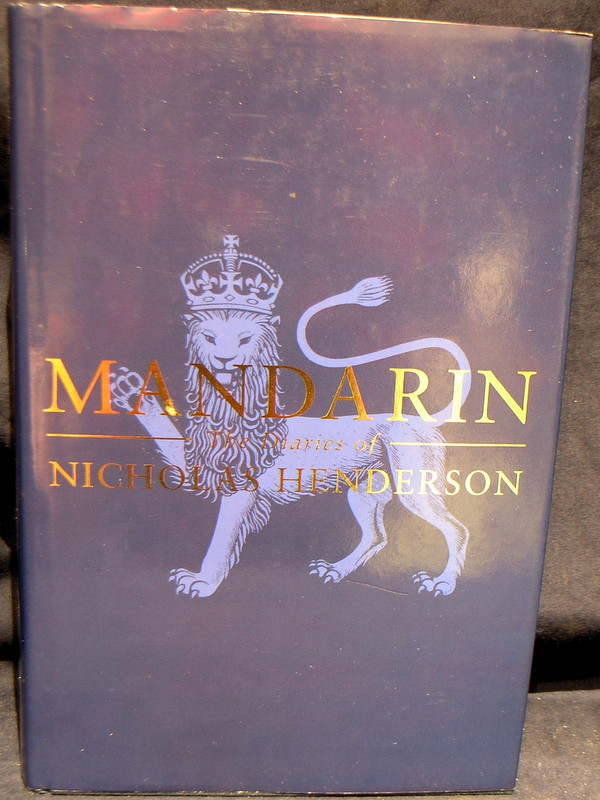 MANDARIN
The Diaries of
NICHOLAS HENDERSON